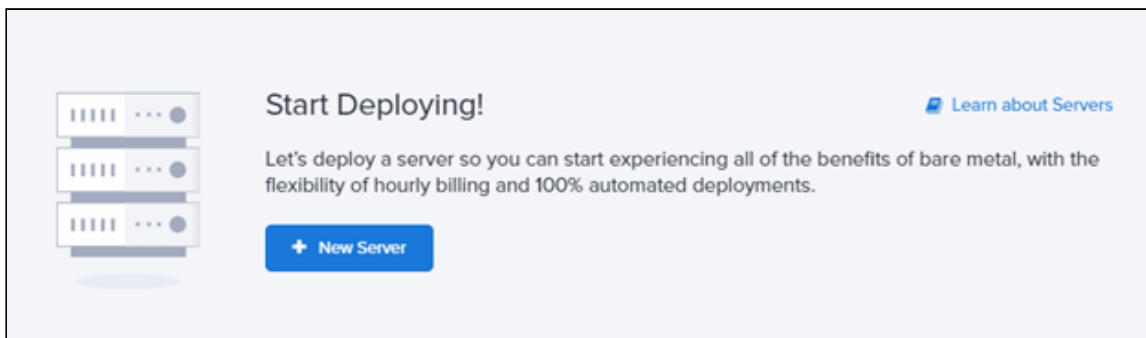 Start Deploying!
Learn about Servers
Let's deploy a server so you can start experiencing all of the benefits of bare metal, with the
flexibility of hourly billing and 100% automated deployments.
+ New Server